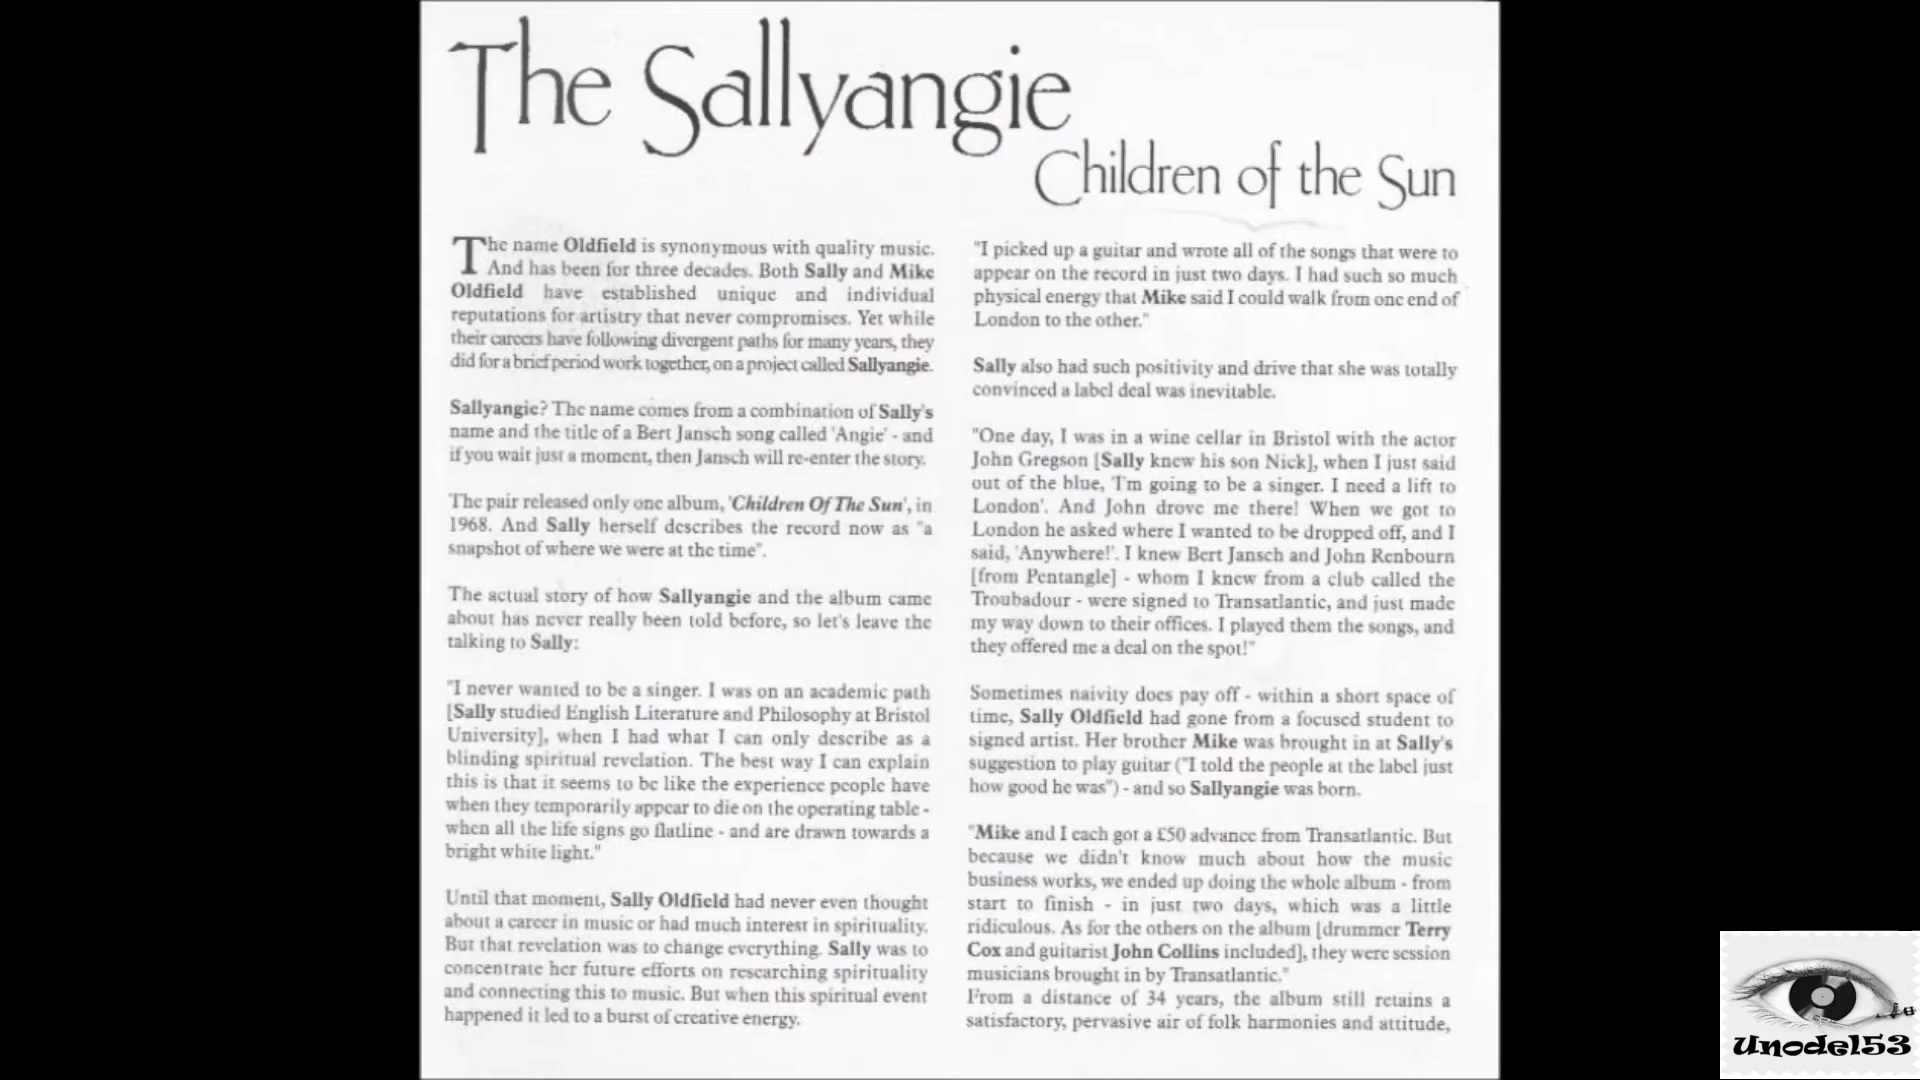 The Sallyangie
Children of the Sun
The name Oldfield is synonymous with quality music.
And has been for three decades. Both Sally and Mike
Oldfield have established unique and individual
reputations for artistry that never compromises. Yet while
their careers have following divergent paths for many years, they
did for a brief period work together, on a project called Sallyangie.
Sallyangie? The name comes from a combination of Sally's
name and the title of a Bert Jansch song called 'Angie' - and
if you wait just a moment, then Jansch will re-enter the story.
The pair released only one album, 'Children Of The Sun', in
1968. And Sally herself describes the record now as "a
snapshot of where we were at the time".
The actual story of how Sallyangie and the album came
about has never really been told before, so let's leave the
talking to Sally:
"I never wanted to be a singer. I was on an academic path
[Sally studied English Literature and Philosophy at Bristol
University], when I had what I can only describe as a
blinding spiritual revelation. The best way I can explain
this is that it seems to be like the experience people have
when they temporarily appear to die on the operating table -
when all the life signs go flatline - and are drawn towards a
bright white light."
Until that moment, Sally Oldfield had never even thought
about a career in music or had much interest in spirituality.
But that revelation was to change everything. Sally was to
concentrate her future efforts on researching spirituality
and connecting this to music. But when this spiritual event
happened it led to a burst of creative energy.
"I picked up a guitar and wrote all of the songs that were to
appear on the record in just two days. I had such so much
physical energy that Mike said I could walk from one end of
London to the other."
Sally also had such positivity and drive that she was totally
convinced a label deal was inevitable.
"One day, I was in a wine cellar in Bristol with the actor
John Gregson [Sally knew his son Nick], when I just said
out of the blue, 'I'm going to be a singer. I need a lift to
London'. And John drove me there! When we got to
London he asked where I wanted to be dropped off, and I
said, 'Anywhere!'. I knew Bert Jansch and John Renbourn
[from Pentangle] - whom I knew from a club called the
Troubadour - were signed to Transatlantic, and just made
my way down to their offices. I played them the songs, and
they offered me a deal on the spot!"
Sometimes naivity does pay off - within a short space of
time, Sally Oldfield had gone from a focused student to
signed artist. Her brother Mike was brought in at Sally's
suggestion to play guitar ("I told the people at the label just
how good he was") - and so Sallyangie was born.
"Mike and I each got a £50 advance from Transatlantic. But
because we didn't know much about how the music
business works, we ended up doing the whole album - from
start to finish - in just two days, which was a little
ridiculous. As for the others on the album [drummer Terry
Cox and guitarist John Collins included], they were session
musicians brought in by Transatlantic."
From a distance of 34 years, the album still retains a
satisfactory, pervasive air of folk harmonies and attitude,
Unodel53